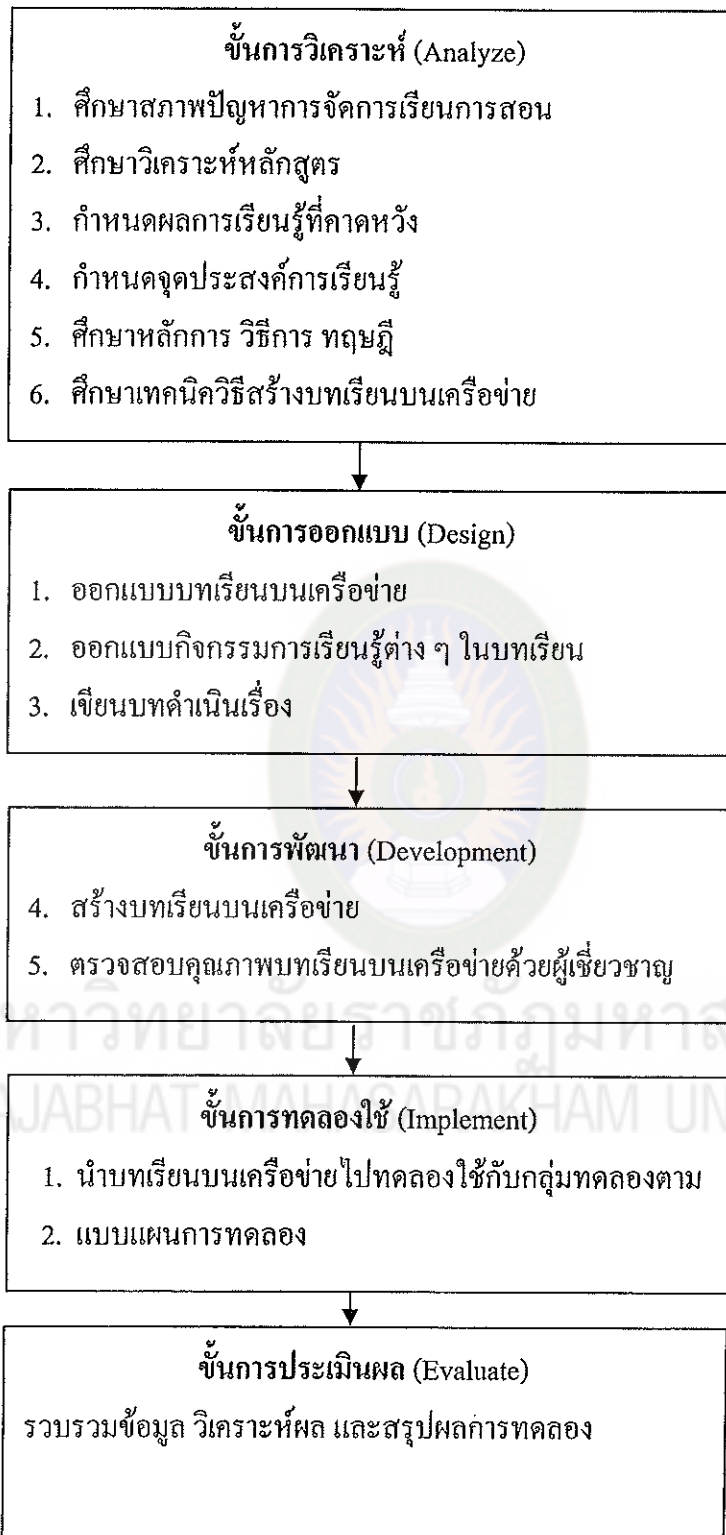 ขั้นการวิเคราะห์ (Analyze)
1. ศึกษาสภาพปัญหาการจัดการเรียนการสอน
2. ศึกษาวิเคราะห์หลักสูตร
3. กำหนดผลการเรียนรู้ที่คาดหวัง
4. กำหนดจุดประสงค์การเรียนรู้
5. ศึกษาหลักการ วิธีการ ทฤษฎี
6. ศึกษาเทคนิควิธีสร้างบทเรียนบนเครือข่าย
ขั้นการออกแบบ (Design)
1. ออกแบบบทเรียนบนเครือข่าย
2. ออกแบบกิจกรรมการเรียนรู้ต่าง ๆ ในบทเรียน
3. เขียนบทดำเนินเรื่อง
ขั้นการพัฒนา (Development)
4. สร้างบทเรียนบนเครือข่าย
5. ตรวจสอบคุณภาพบทเรียนบนเครือข่ายด้วยผู้เชี่ยวชาญ
ขั้นการทดลองใช้ (Implement)
1. นำบทเรียนบนเครือข่ายไปทดลองใช้กับกลุ่มทดลองตาม
2. แบบแผนการทดลอง
ขั้นการประเมินผล (Evaluate)
รวบรวมข้อมูล วิเคราะห์ผล และสรุปผลการทดลอง